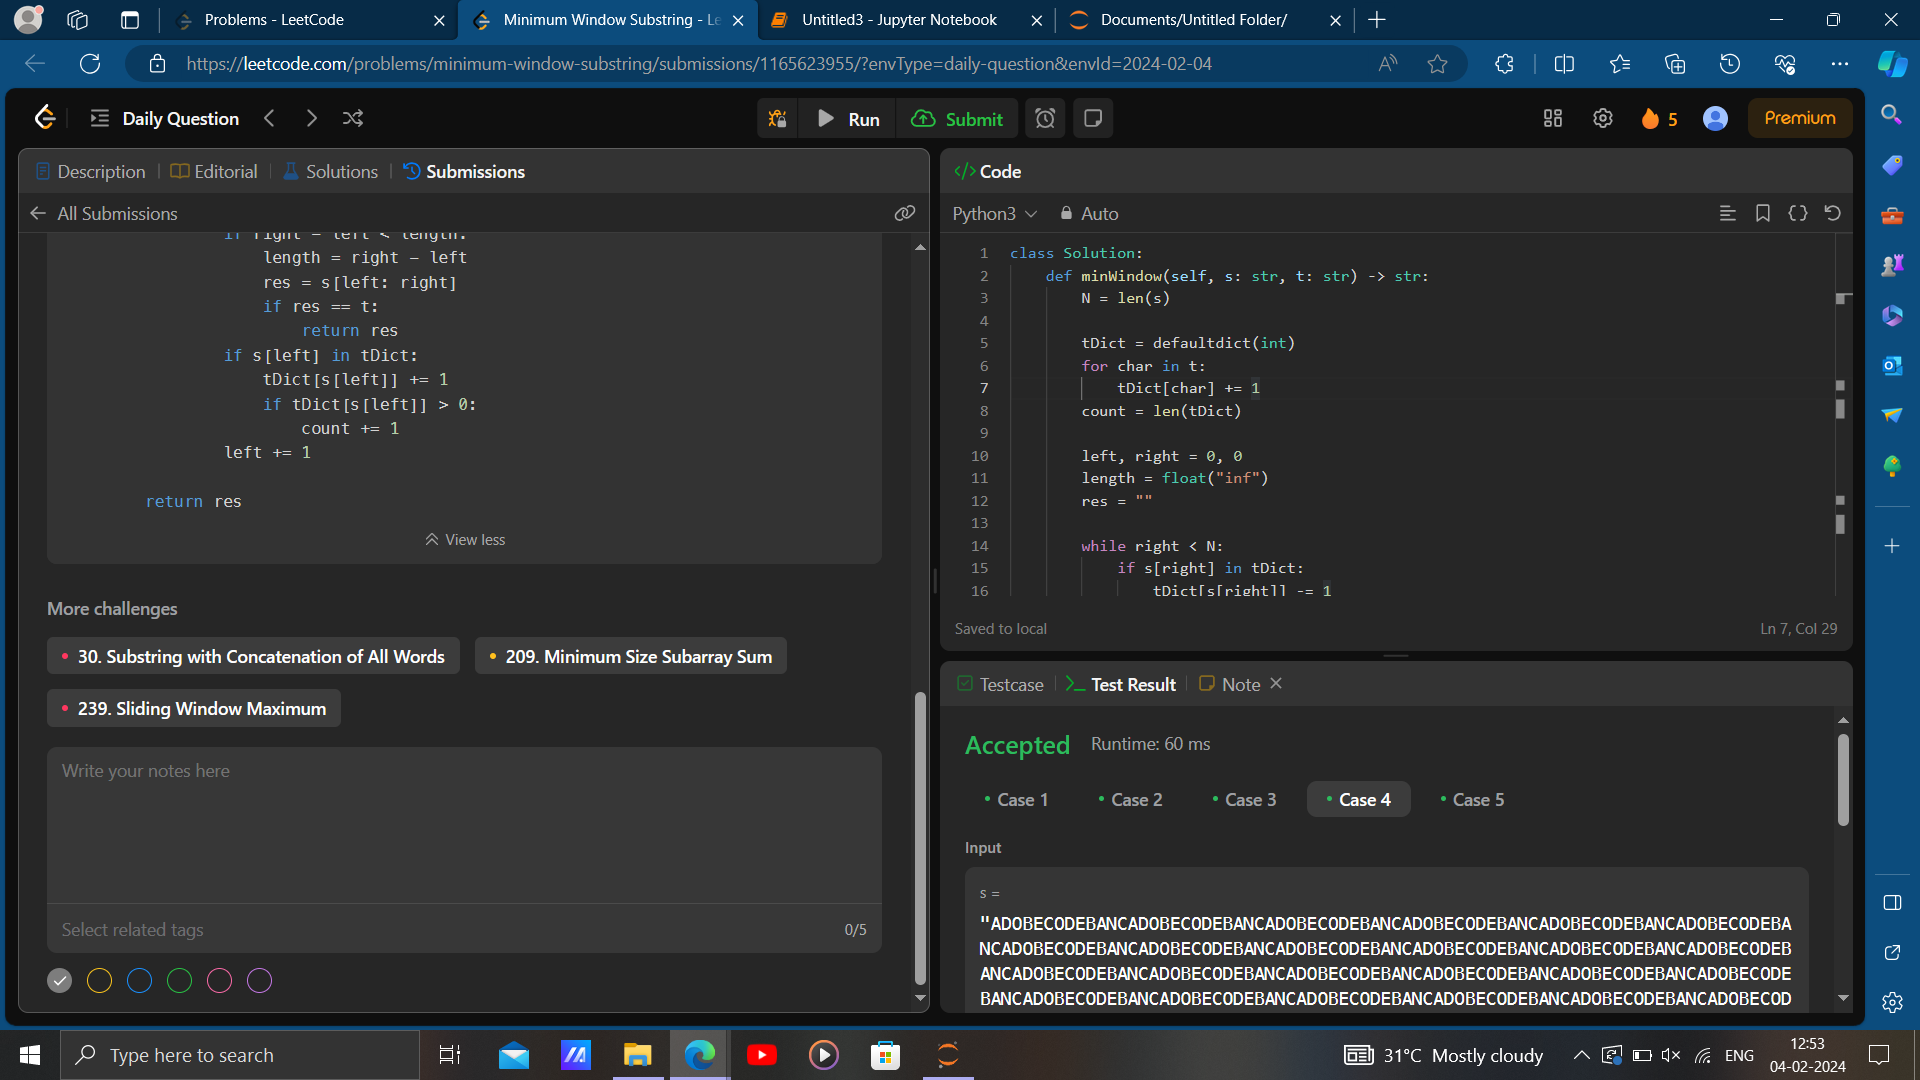 Problems - LeetCode
Minimum Window Substring - Le
Untitled3 - Jupyter Notebook
Documents/Untitled Folder/
https://leetcode.com/problems/minimum-window-substring/submissions/1165623955/?envType=daily-question&envId=2024-02-04
Daily Question
Run
Submit
5
Premium
Description
Editorial
Solutions
Submissions
All Submissions
if right - left < length:
length = right - left
res = s[left: right]
if res == t:
return res
if s[left] in tDict:
tDict[s[left]] += 1
if tDict[s[left]] > 0:
count += 1
left += 1
return res
View less
More challenges
30. Substring with Concatenation of All Words
209. Minimum Size Subarray Sum
239. Sliding Window Maximum
Write your notes here
Select related tags
0/5
</> Code
Python3
Auto
1 class Solution:
2 def minWindow(self, s: str, t: str) -> str:
3 N = len(s)
4
5 tDict = defaultdict(int)
6 for char in t:
7 tDict[char] += 1
8 count = len(tDict)
9
10 left, right = 0, 0
11 length = float("inf")
12 res = ""
13
14 while right < N:
15 if s[right] in tDict:
16 tDict[s[right]] -= 1
Saved to local
Ln 7, Col 29
Testcase
Test Result
Note
Accepted
Runtime: 60 ms
Case 1
Case 2
Case 3
Case 4
Case 5
Input
s =
"ADOBECODEBANCADOBECODEBANCADOBECODEBANCADOBECODEBANCADOBECODEBANCADOBECODEBA
NCADOBECODEBANCADOBECODEBANCADOBECODEBANCADOBECODEBANCADOBECODEBANCADOBECODEB
ANCADOBECODEBANCADOBECODEBANCADOBECODEBANCADOBECODEBANCADOBECODEBANCADOBECODE
BANCADOBECODEBANCADOBECODEBANCADOBECODEBANCADOBECODEBANCADOBECODEBANCADOBECOD
Type here to search
31°C Mostly cloudy
ENG
12:53
04-02-2024